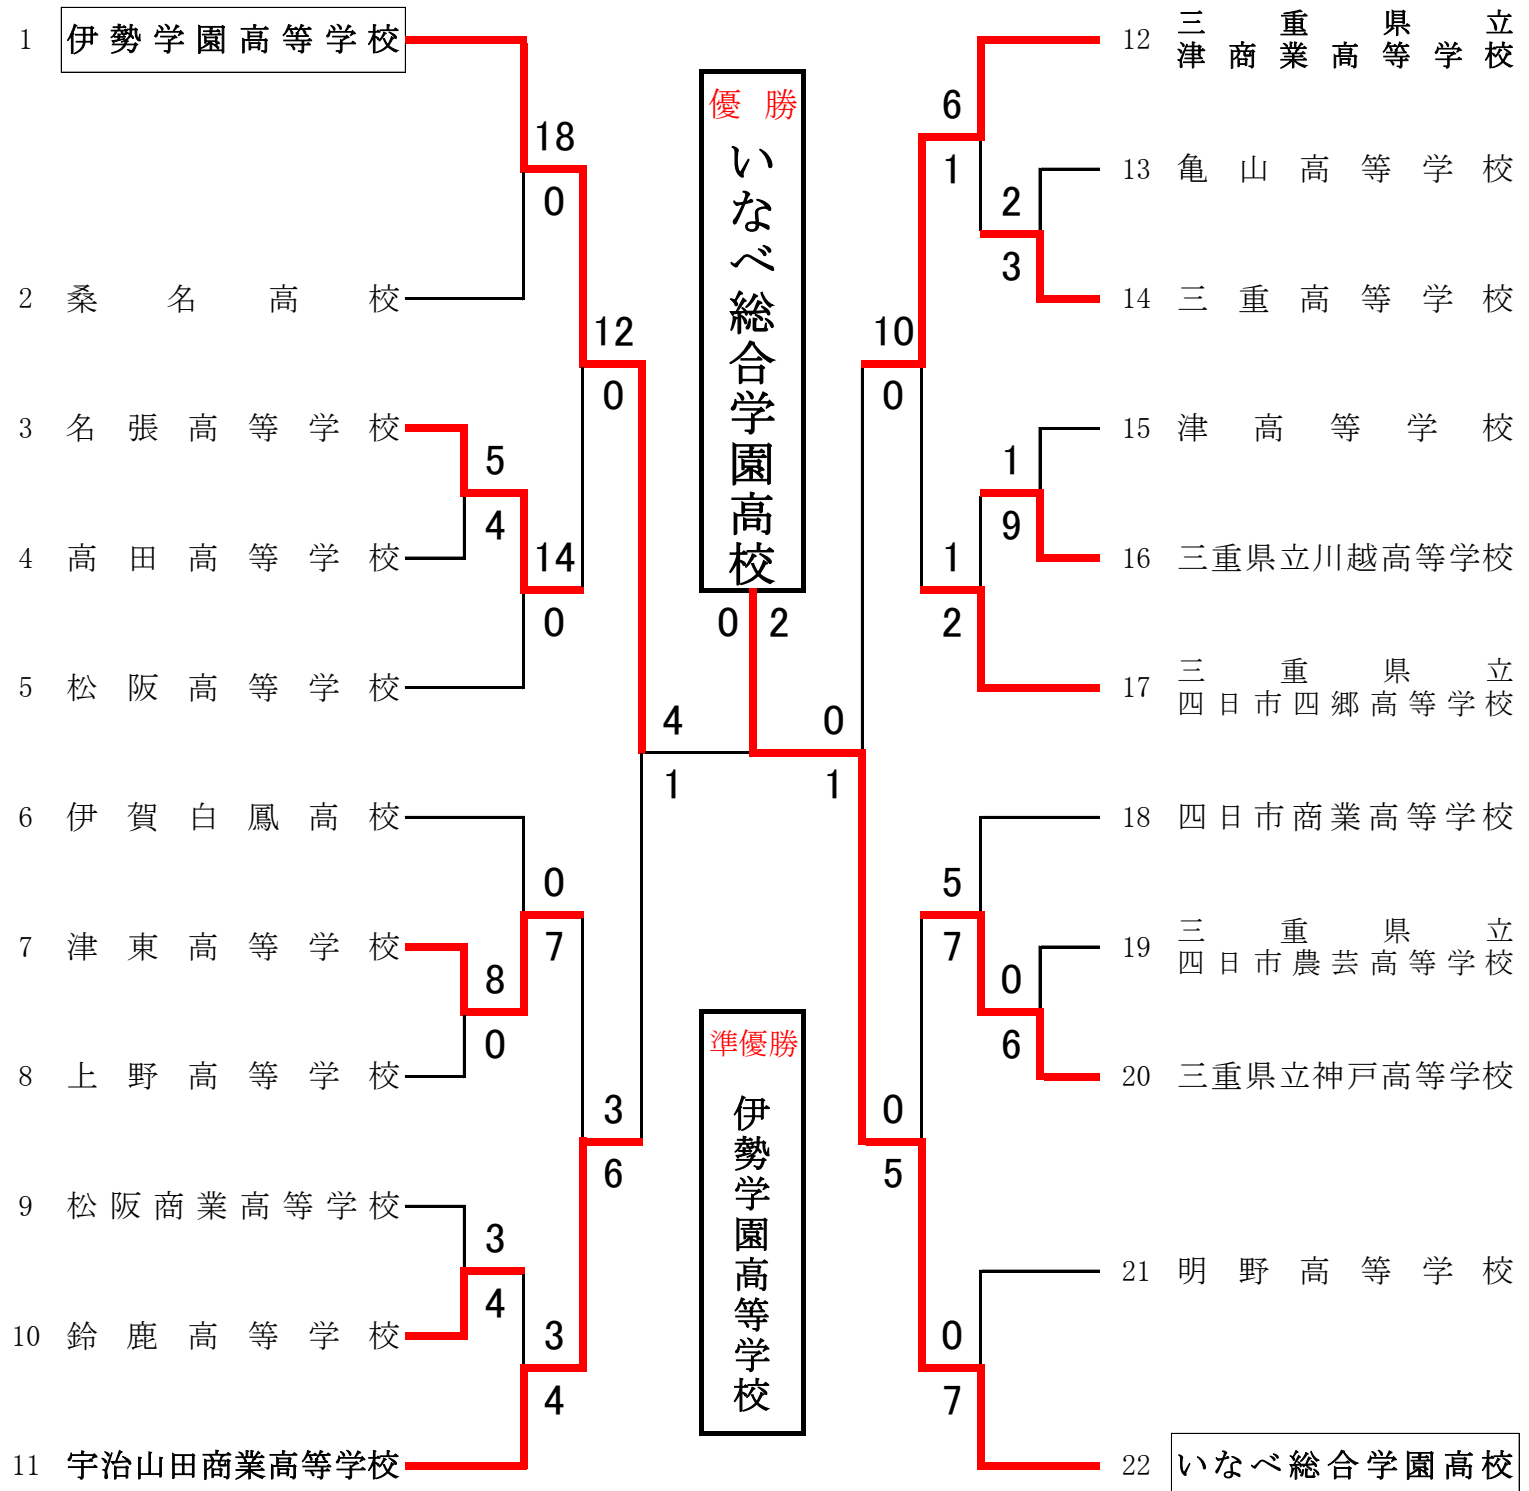 1 伊勢学園高等学校
2 桑名高校
3 名張高等学校
4 高田高等学校
5 松阪高等学校
6 伊賀白鳳高校
7 津東高等学校
8 上野高等学校
9 松阪商業高等学校
10 鈴鹿高等学校
11 宇治山田商業高等学校
18
0
5
4
14
0
12
0
0
7
8
0
3
4
3
4
3
6
4
1
優勝
いなべ総合学園高校
0 2
準優勝
伊勢学園高等学校
0
1
10
0
6
1
2
3
1
9
1
2
5
7
0
6
0
5
0
7
12 三重県立
津商業高等学校
13 亀山高等学校
14 三重高等学校
15 津高等学校
16 三重県立川越高等学校
17 三重県立
四日市四郷高等学校
18 四日市商業高等学校
19 三重県立
四日市農芸高等学校
20 三重県立神戸高等学校
21 明野高等学校
22 いなべ総合学園高校